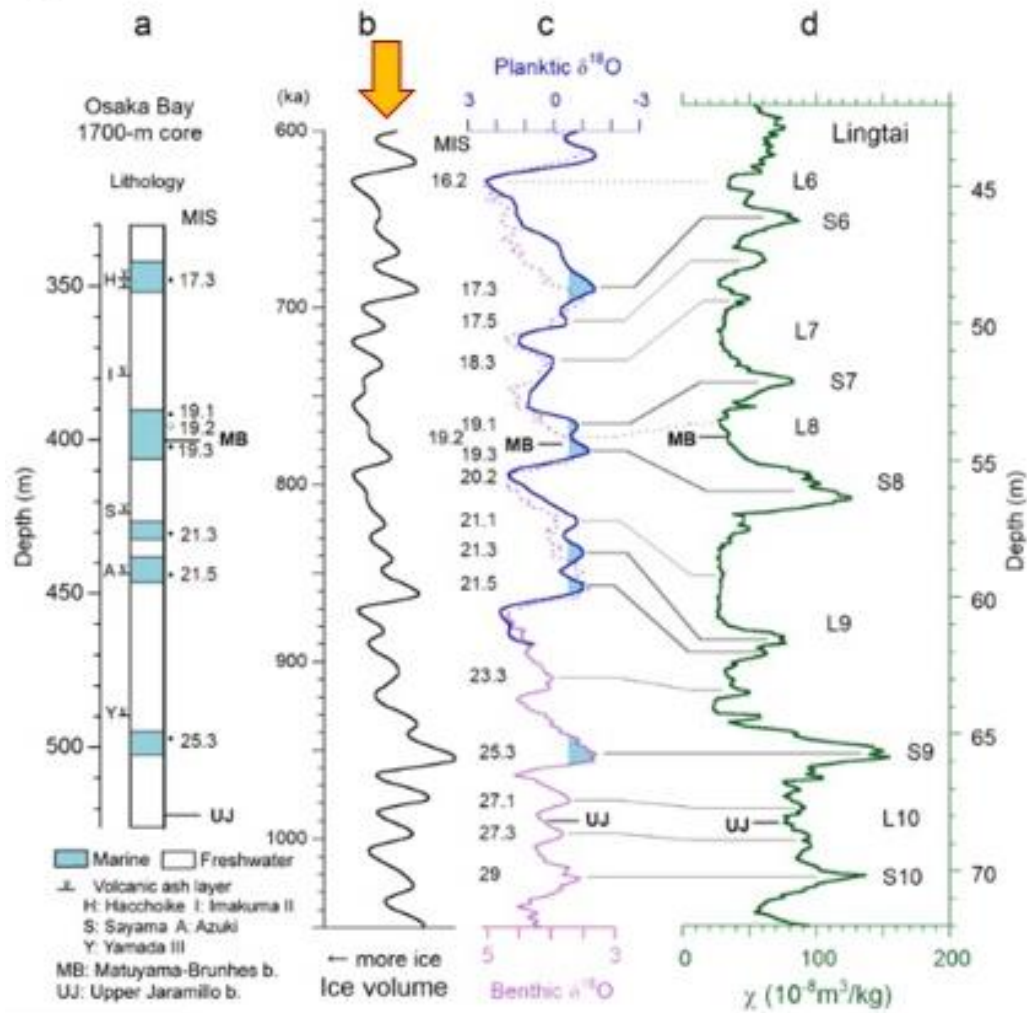 a
b
c
d
Osaka Bay
1700-m core
Lithology
MIS
Depth (m)
350
400
450
500
H
I
S
A
Y
17.3
19.1
19.2
19.3
MB
21.3
21.5
25.3
UJ
Marine
Freshwater
Volcanic ash layer
H: Hacchoike I: Imakuma II
S: Sayama A: Azuki
Y: Yamada III
MB: Matuyama-Brunhes b.
UJ: Upper Jaramillo b.
(ka)
600
700
800
900
1000
← more ice
Ice volume
Planktic δ¹⁸O
3 0 -3
MIS
16.2
17.3
17.5
18.3
19.1
19.2
MB
19.3
20.2
21.1
21.3
21.5
23.3
25.3
27.1
UJ
27.3
29
5 3
Benthic δ¹⁸O
Lingtai
L6
S6
L7
S7
MB
L8
S8
L9
S9
UJ
L10
S10
45
50
55
60
65
70
Depth (m)
0 100 200
χ (10⁻⁸m³/kg)